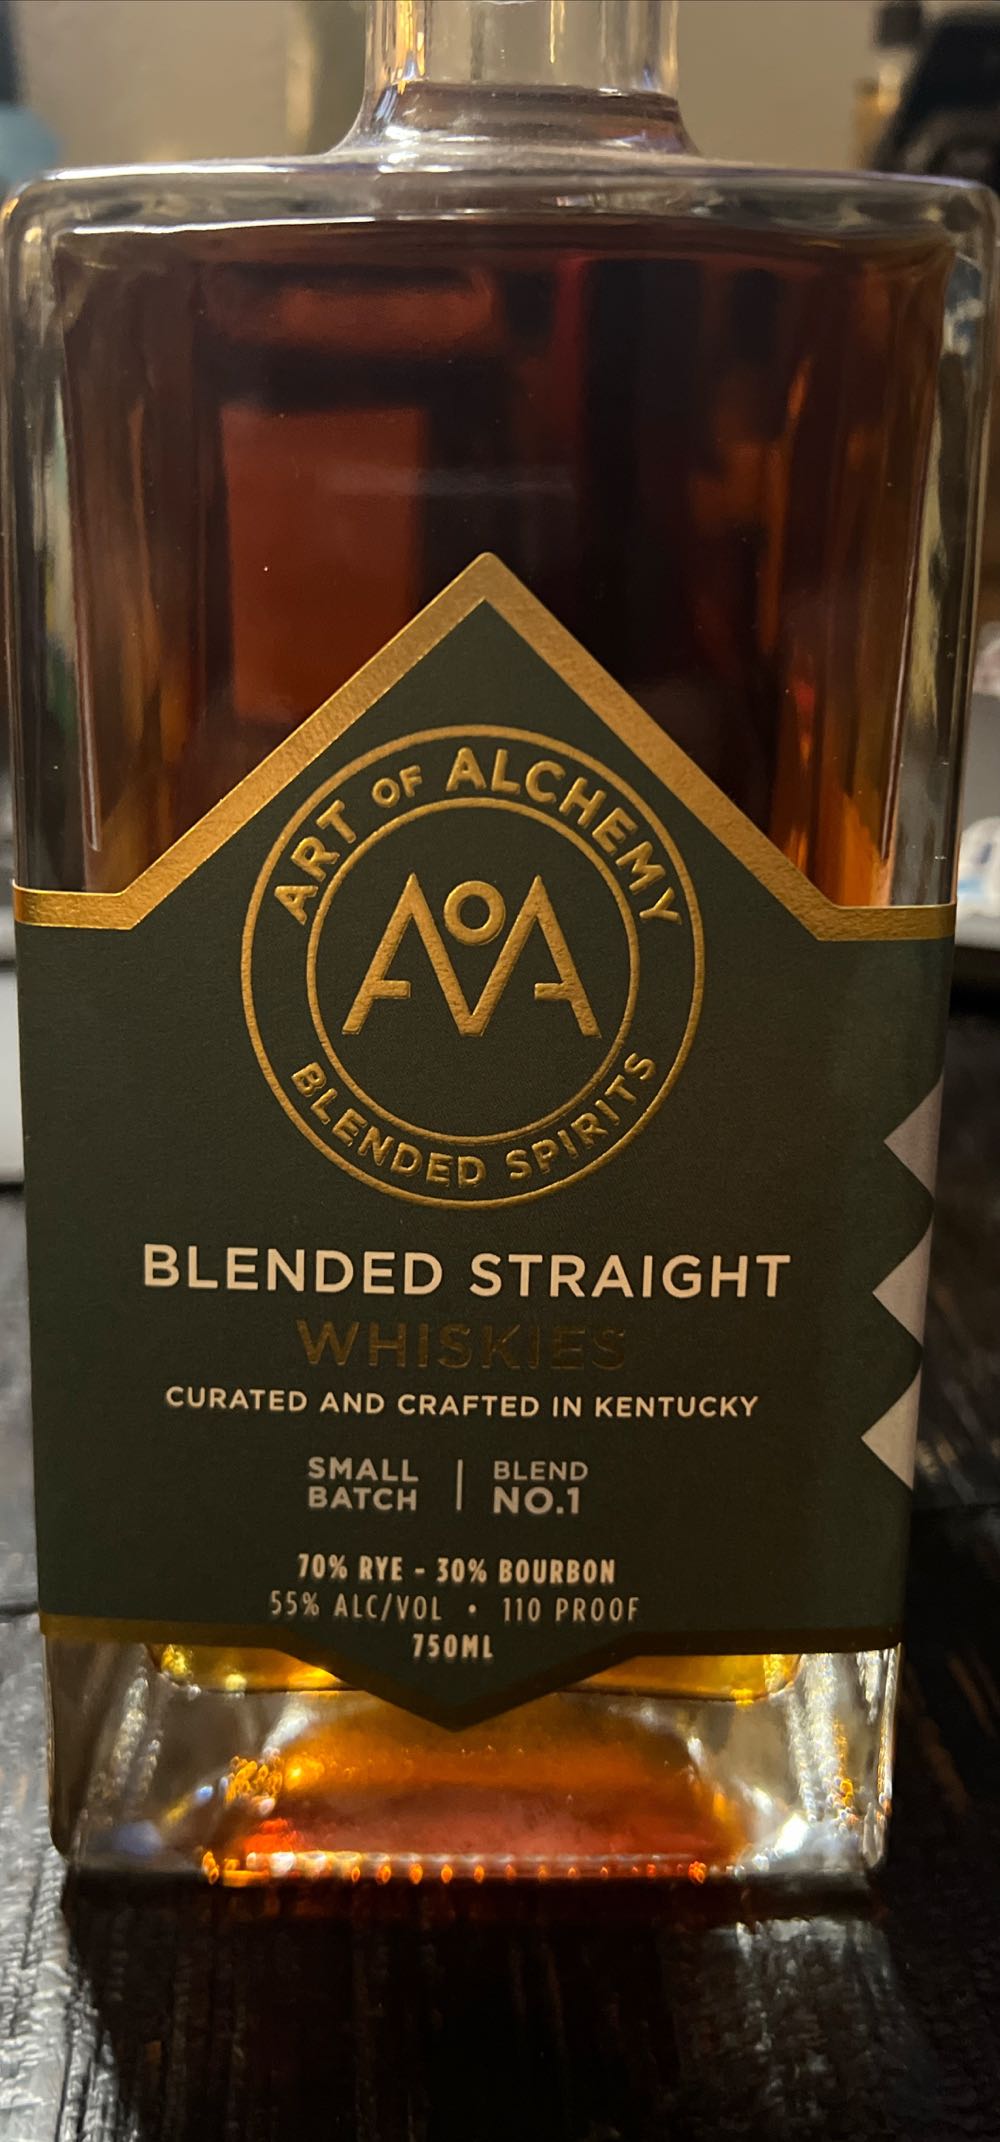 ART OF ALCHEMY
AOA
BLENDED SPIRITS
BLENDED STRAIGHT
WHISKIES
CURATED AND CRAFTED IN KENTUCKY
SMALL BATCH | BLEND NO.1
70% RYE - 30% BOURBON
55% ALC/VOL • 110 PROOF
750ML